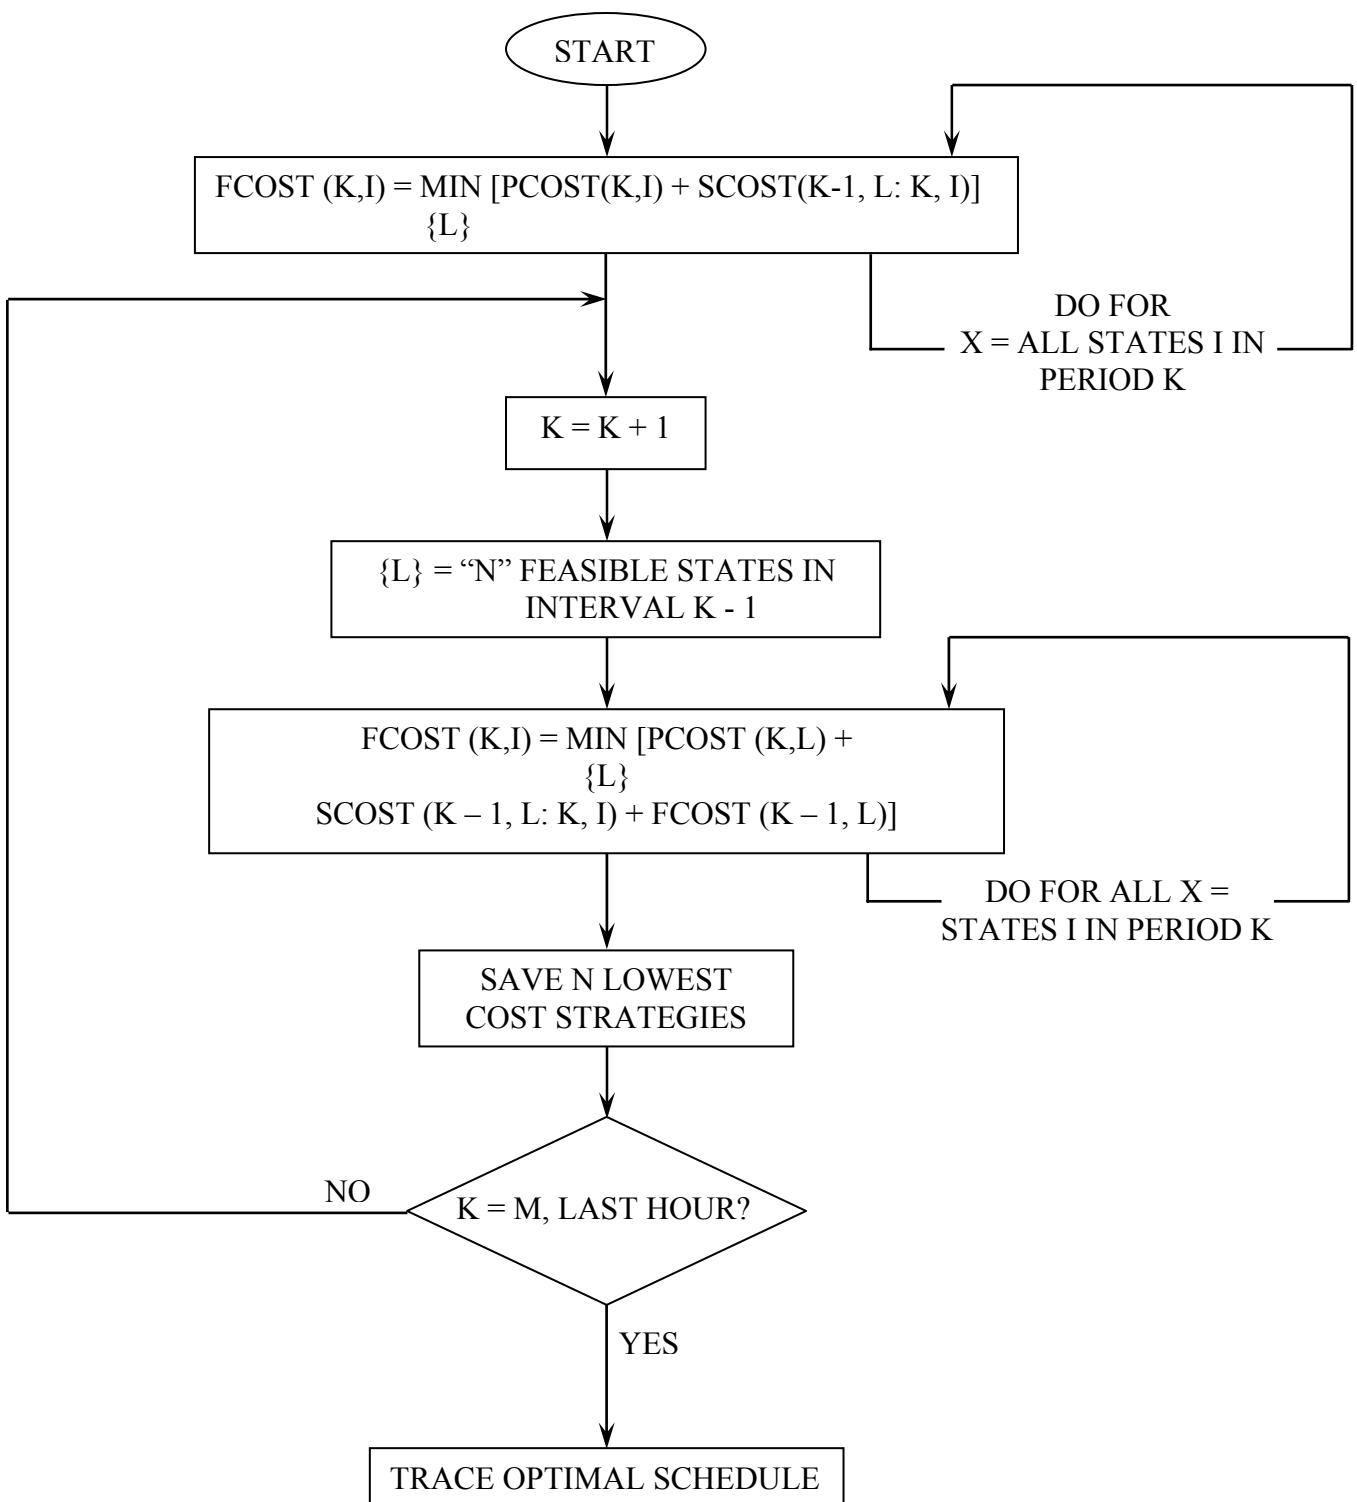 START
FCOST (K,I) = MIN [PCOST(K,I) + SCOST(K-1, L: K, I)]
{L}
DO FOR
X = ALL STATES I IN
PERIOD K
K = K + 1
{L} = “N” FEASIBLE STATES IN
INTERVAL K - 1
FCOST (K,I) = MIN [PCOST (K,L) +
{L}
SCOST (K – 1, L: K, I) + FCOST (K – 1, L)]
DO FOR ALL X =
STATES I IN PERIOD K
SAVE N LOWEST
COST STRATEGIES
NO
K = M, LAST HOUR?
YES
TRACE OPTIMAL SCHEDULE